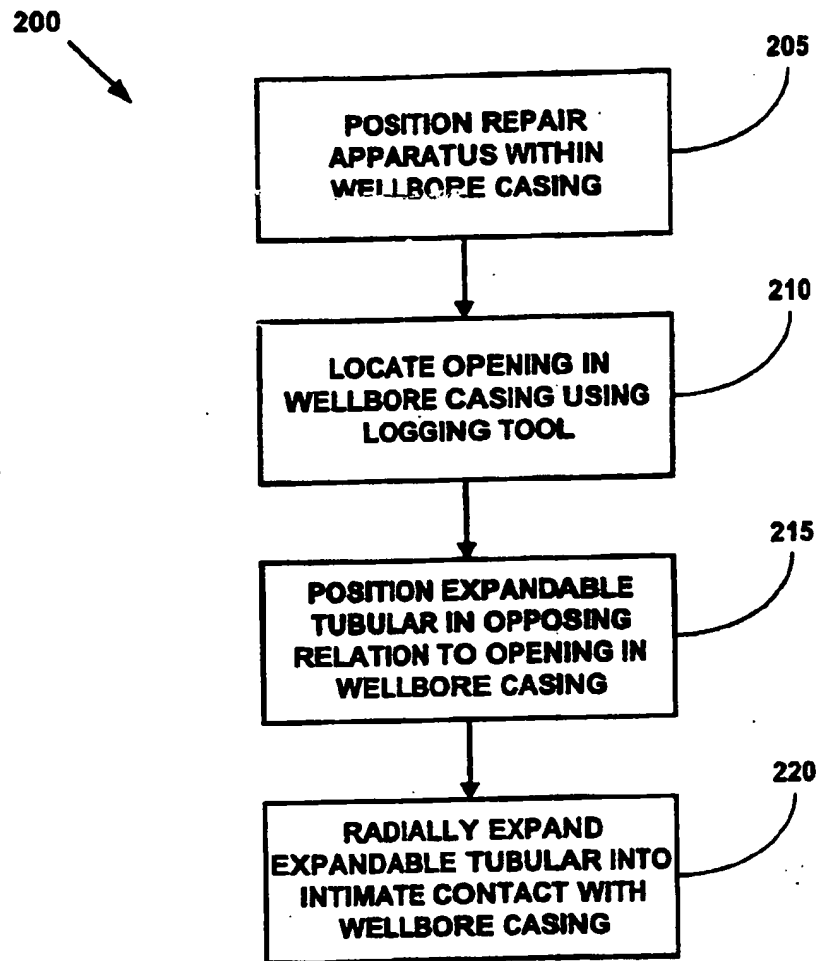 200
205
POSITION REPAIR
APPARATUS WITHIN
WELLBORE CASING
210
LOCATE OPENING IN
WELLBORE CASING USING
LOGGING TOOL
215
POSITION EXPANDABLE
TUBULAR IN OPPOSING
RELATION TO OPENING IN
WELLBORE CASING
220
RADIALLY EXPAND
EXPANDABLE TUBULAR INTO
INTIMATE CONTACT WITH
WELLBORE CASING